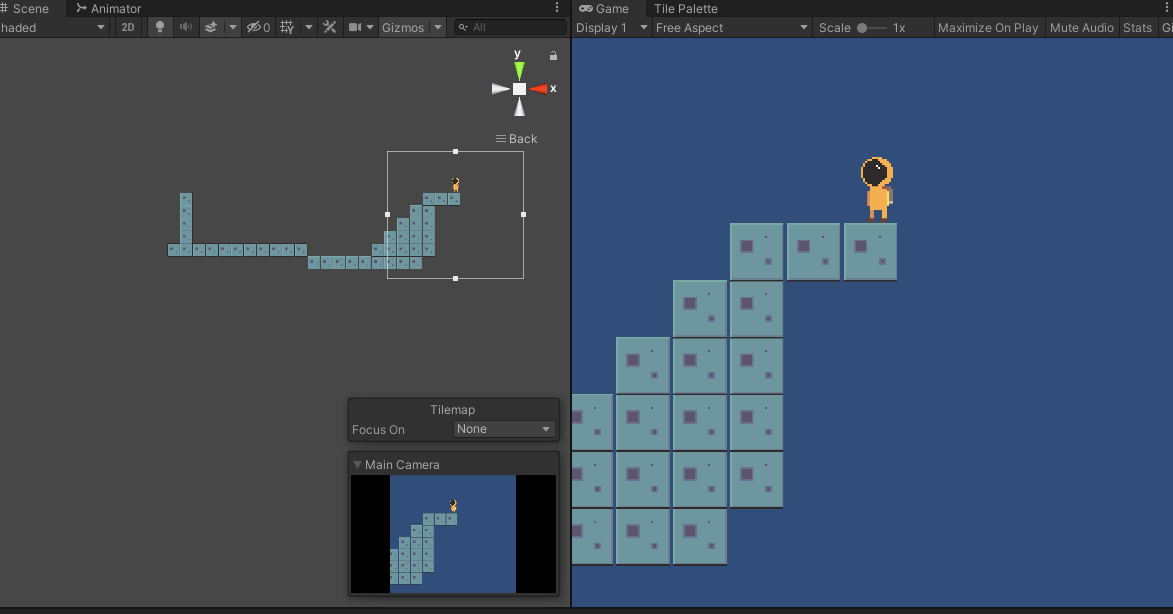 Scene
Animator
haded
2D
0
Gizmos
All
y
x
Back
Tilemap
Focus On
None
Main Camera
Game
Tile Palette
Display 1
Free Aspect
Scale
1x
Maximize On Play
Mute Audio
Stats
Gi